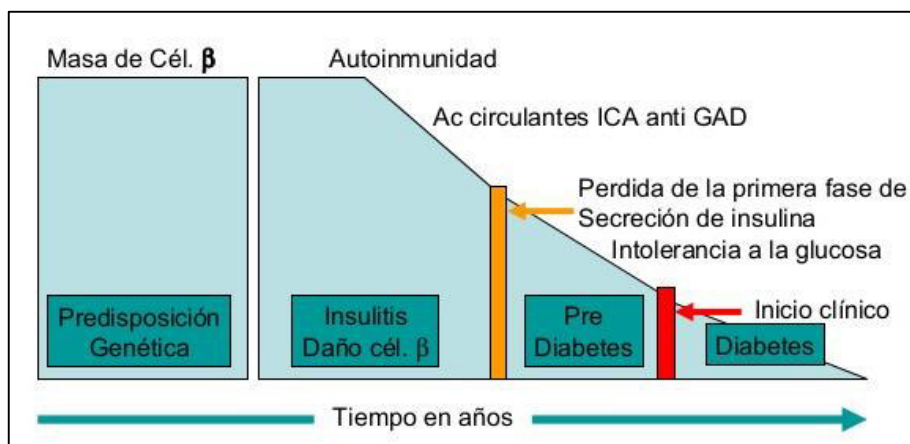 Masa de Cél. β
Autoinmunidad
Ac circulantes ICA anti GAD
Perdida de la primera fase de
Secreción de insulina
Intolerancia a la glucosa
Inicio clínico
Predisposición
Genética
Insulitis
Daño cél. β
Pre
Diabetes
Diabetes
Tiempo en años